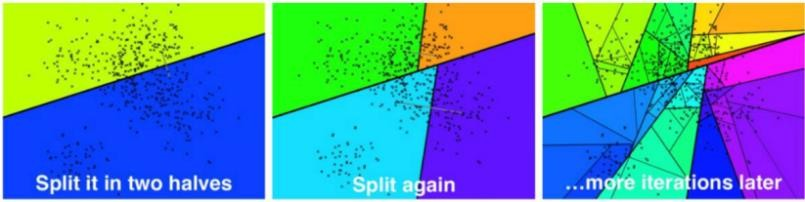 Split it in two halves
Split again
...more iterations later